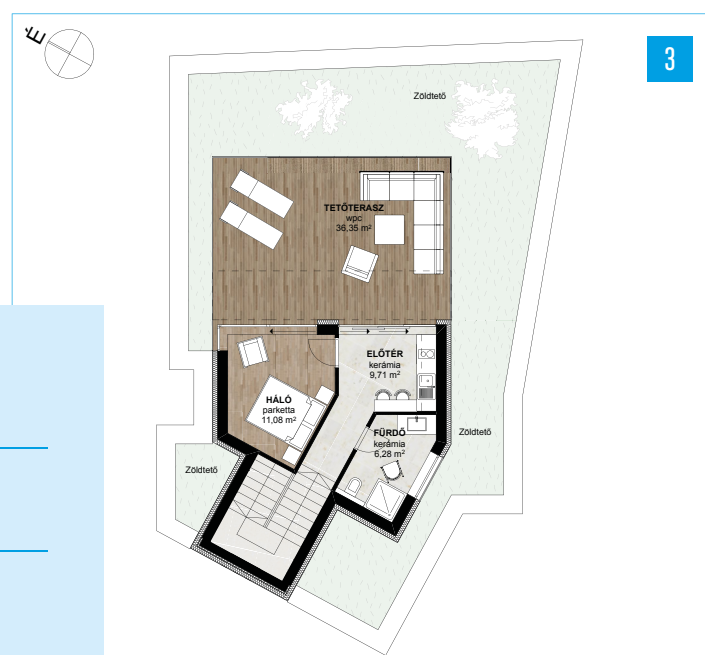 É
3
Zöldtető
TETŐTERASZ
wpc
36,35 m²
ELŐTÉR
kerámia
9,71 m²
HÁLÓ
parketta
11,08 m²
FÜRDŐ
kerámia
6,28 m²
Zöldtető
Zöldtető